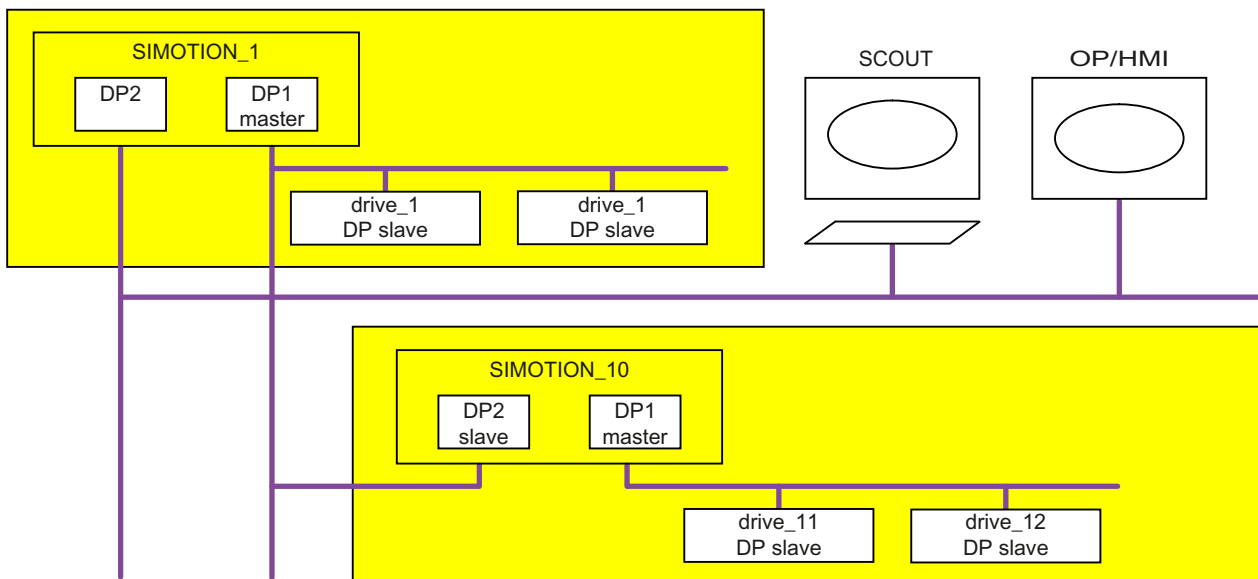 SIMOTION_1
DP2
DP1
master
drive_1
DP slave
drive_1
DP slave
SCOUT
OP/HMI
SIMOTION_10
DP2
slave
DP1
master
drive_11
DP slave
drive_12
DP slave